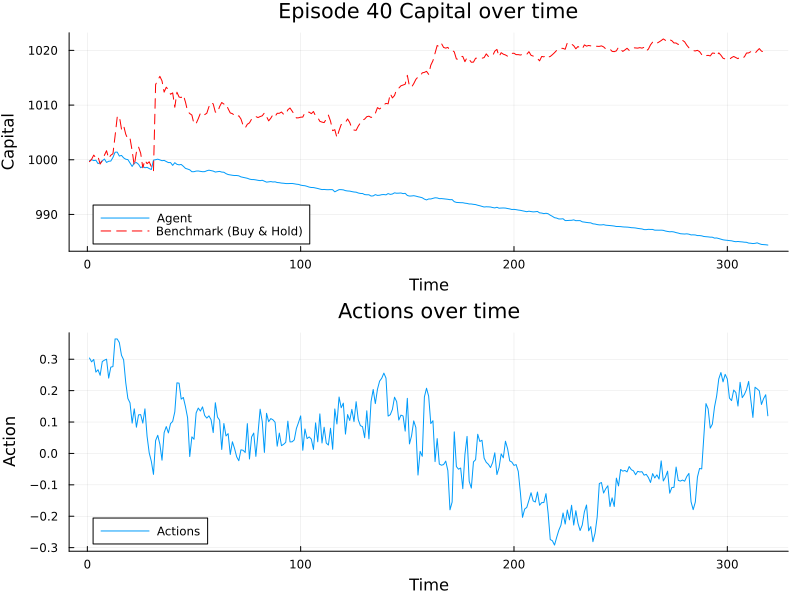 Episode 40 Capital over time
1020
1010
1000
990
Capital
Agent
Benchmark (Buy & Hold)
0 100 200 300
Time
Actions over time
0.3
0.2
0.1
0.0
−0.1
−0.2
−0.3
Action
Actions
0 100 200 300
Time